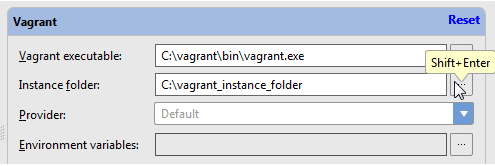 Vagrant
Reset
Vagrant executable:
C:\vagrant\bin\vagrant.exe
...
Shift+Enter
Instance folder:
C:\vagrant_instance_folder
...
Provider:
Default
Environment variables:
...